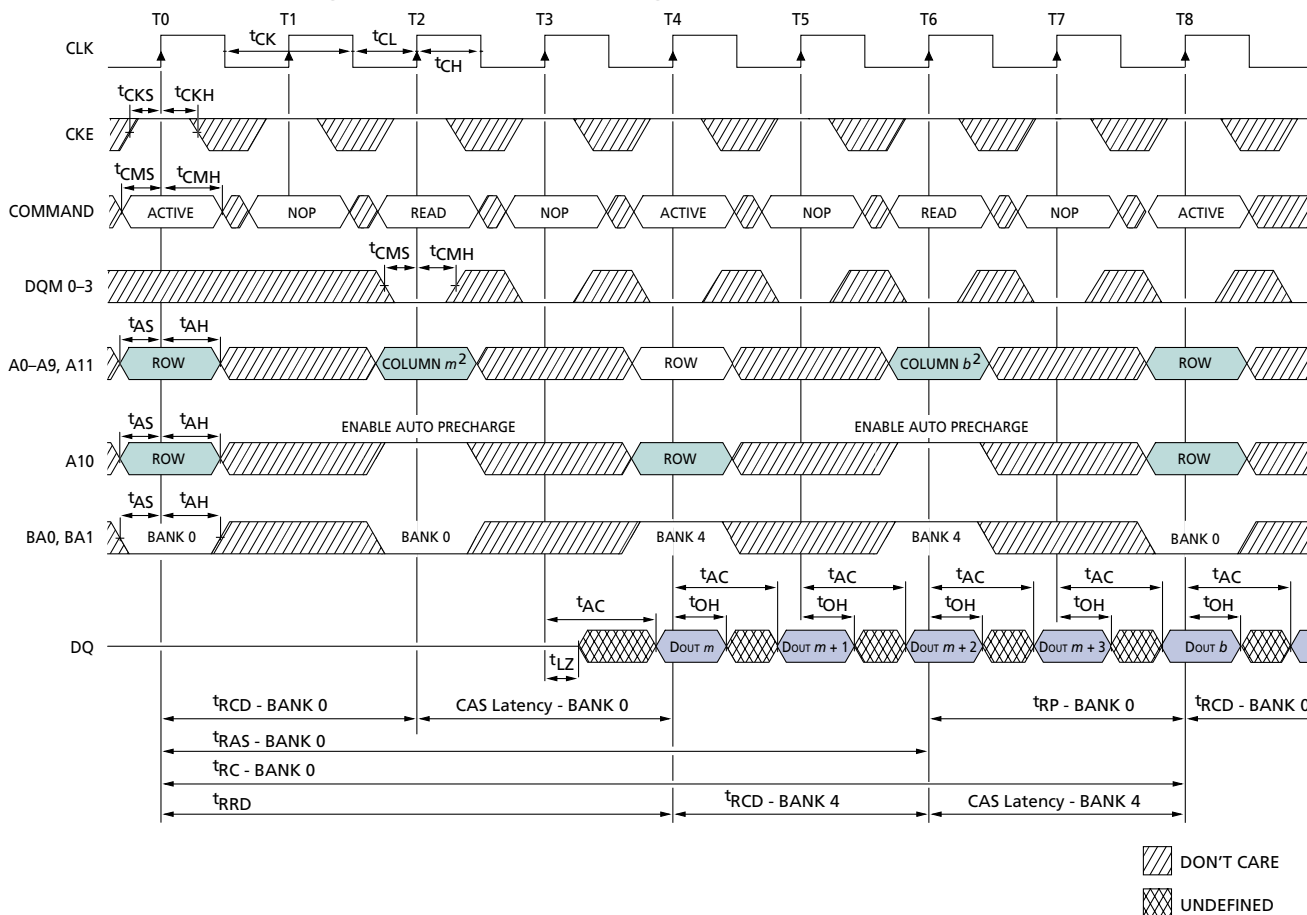 T0 T1 T2 T3 T4 T5 T6 T7 T8
CLK tCK tCL tCH
tCKS tCKH
CKE
tCMS tCMH
COMMAND ACTIVE NOP READ NOP ACTIVE NOP READ NOP ACTIVE
tCMS tCMH
DQM 0–3
tAS tAH
A0–A9, A11 ROW COLUMN m2 ROW COLUMN b2 ROW
tAS tAH ENABLE AUTO PRECHARGE ENABLE AUTO PRECHARGE
A10 ROW ROW ROW
tAS tAH
BA0, BA1 BANK 0 BANK 0 BANK 4 BANK 4 BANK 0
tAC tAC tAC tAC tAC tAC
tOH tOH tOH tOH tOH
DQ DOUT m DOUT m + 1 DOUT m + 2 DOUT m + 3 DOUT b
tLZ
tRCD - BANK 0 CAS Latency - BANK 0 tRP - BANK 0 tRCD - BANK 0
tRAS - BANK 0
tRC - BANK 0
tRRD tRCD - BANK 4 CAS Latency - BANK 4
DON'T CARE
UNDEFINED